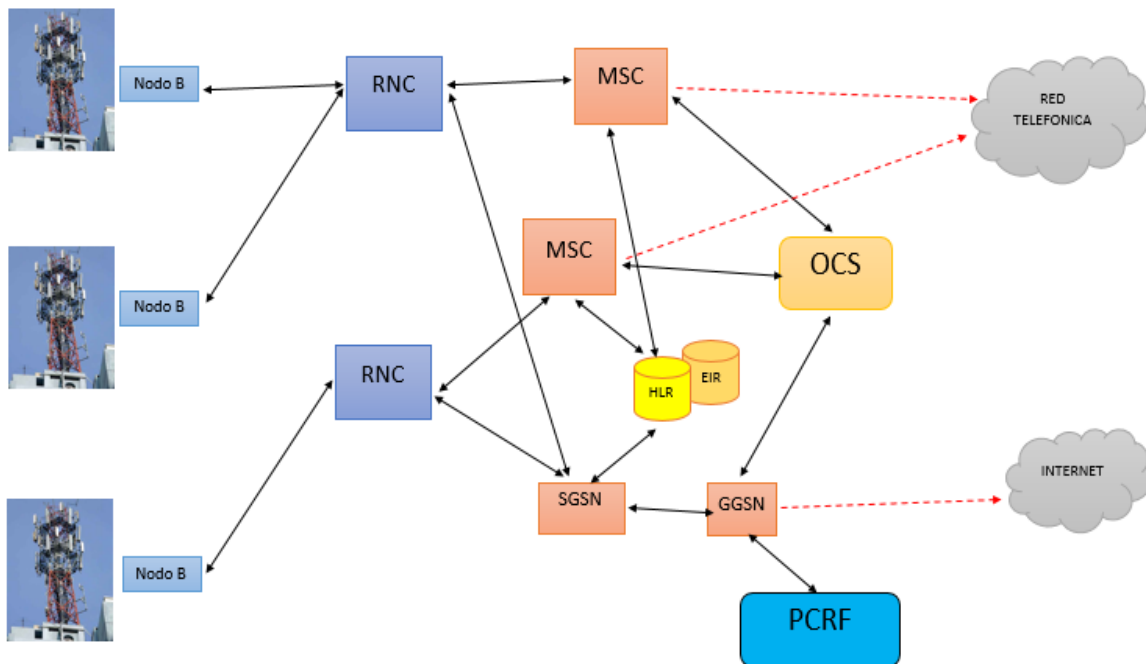 Nodo B
RNC
MSC
RED
TELEFONICA
MSC
OCS
Nodo B
RNC
HLR
EIR
SGSN
GGSN
INTERNET
Nodo B
PCRF